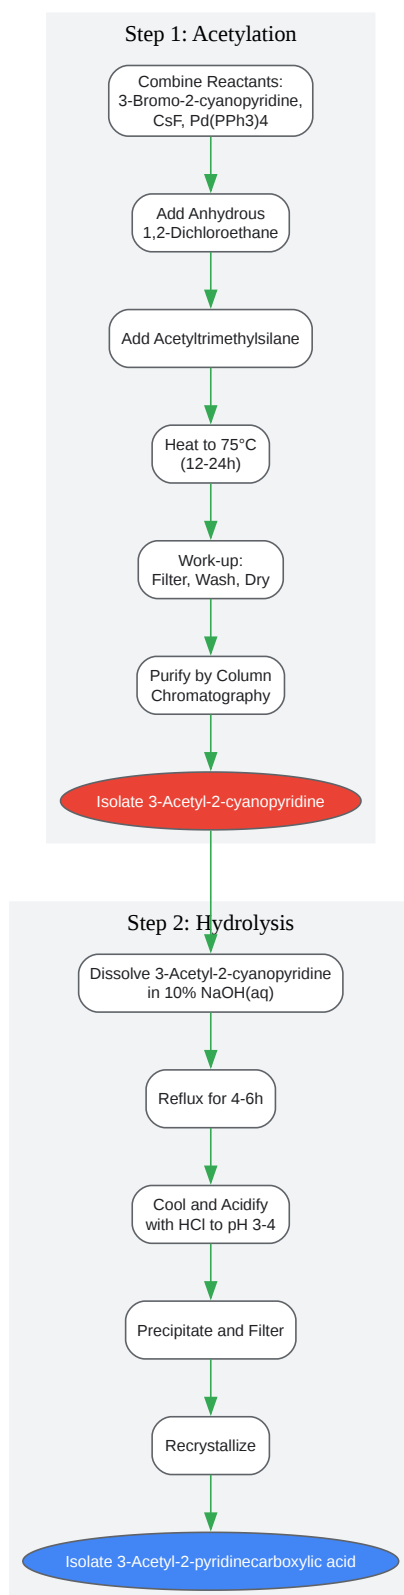 Step 1: Acetylation
Combine Reactants:
3-Bromo-2-cyanopyridine,
CsF, Pd(PPh3)4
Add Anhydrous
1,2-Dichloroethane
Add Acetyltrimethylsilane
Heat to 75°C
(12-24h)
Work-up:
Filter, Wash, Dry
Purify by Column
Chromatography
Isolate 3-Acetyl-2-cyanopyridine
Step 2: Hydrolysis
Dissolve 3-Acetyl-2-cyanopyridine
in 10% NaOH(aq)
Reflux for 4-6h
Cool and Acidify
with HCl to pH 3-4
Precipitate and Filter
Recrystallize
Isolate 3-Acetyl-2-pyridinecarboxylic acid